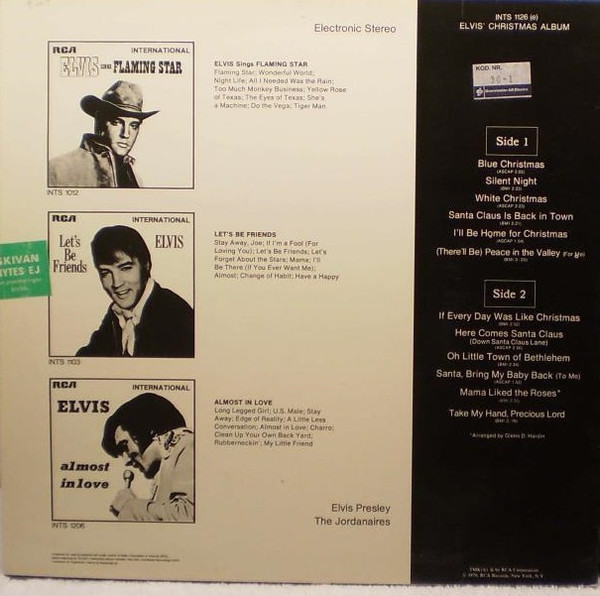 Electronic Stereo
RCA INTERNATIONAL
ELVIS SINGS FLAMING STAR
INTS 1012
ELVIS Sings FLAMING STAR
Flaming Star; Wonderful World;
Night Life; All I Needed Was the Rain;
Too Much Monkey Business; Yellow Rose
of Texas; The Eyes of Texas; She's
a Machine; Do the Vega; Tiger Man
RCA INTERNATIONAL
Let's ELVIS
Be
Friends
INTS 1103
LET'S BE FRIENDS
Stay Away, Joe; If I'm a Fool (For
Loving You); Let's Be Friends; Let's
Forget About the Stars; Mama; I'll
Be There (If You Ever Want Me);
Almost; Change of Habit; Have a Happy
SKIVAN
BYTES EJ
RCA INTERNATIONAL
ELVIS
almost
in love
INTS 1206
ALMOST IN LOVE
Long Legged Girl; U.S. Male; Stay
Away; Edge of Reality; A Little Less
Conversation; Almost in Love; Charro;
Clean Up Your Own Back Yard;
Rubberneckin'; My Little Friend
Elvis Presley
The Jordanaires
INTS 1126 (e)
ELVIS' CHRISTMAS ALBUM
KOD. NR.
Side 1
Blue Christmas
Silent Night
White Christmas
Santa Claus Is Back in Town
I'll Be Home for Christmas
(There'll Be) Peace in the Valley (For Me)
Side 2
If Every Day Was Like Christmas
Here Comes Santa Claus
(Down Santa Claus Lane)
Oh Little Town of Bethlehem
Santa, Bring My Baby Back (To Me)
Mama Liked the Roses*
Take My Hand, Precious Lord
*Arranged by Glenn D. Hardin
TMK(s) ® by RCA Corporation
© 1970, RCA Records, New York, N.Y.